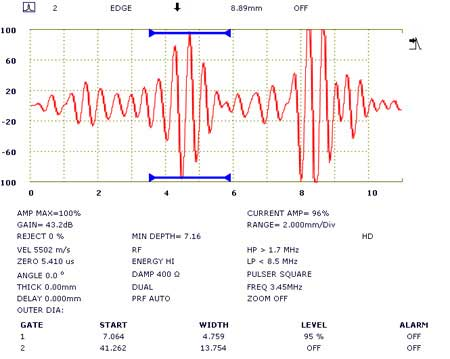 2 EDGE 8.89mm OFF
100
60
20
-20
-60
100
0 2 4 6 8 10
AMP MAX=100% CURRENT AMP= 96%
GAIN= 43.2dB RANGE= 2.000mm/Div
REJECT 0 % MIN DEPTH= 7.16 HD
VEL 5502 m/s RF HP > 1.7 MHz
ZERO 5.410 us ENERGY HI LP < 8.5 MHz
ANGLE 0.0 ° DAMP 400 Ω PULSER SQUARE
THICK 0.00mm DUAL FREQ 3.45MHz
DELAY 0.000mm PRF AUTO ZOOM OFF
OUTER DIA:
GATE START WIDTH LEVEL ALARM
1 7.064 4.759 95 % OFF
2 41.262 13.754 OFF OFF